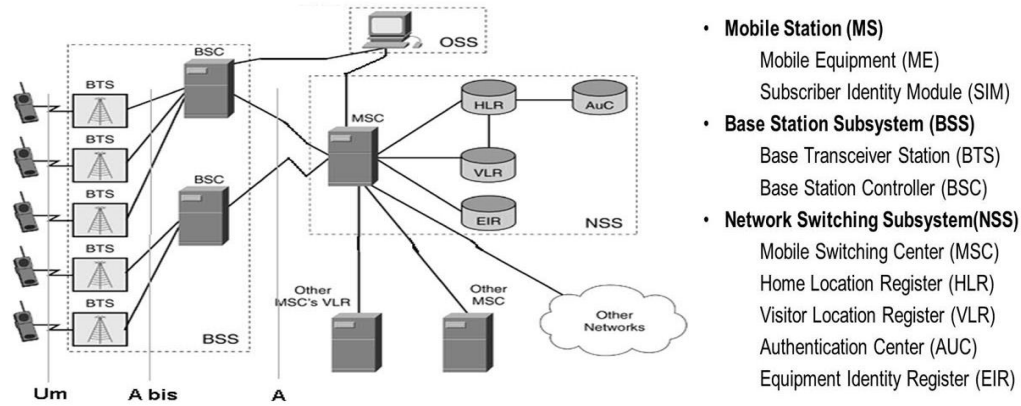 OSS
BSC
BTS
BTS
BTS
BTS
BTS
BSC
BSS
MSC
HLR
AuC
VLR
EIR
NSS
Other
MSC's VLR
Other
MSC
Other
Networks
Um
A bis
A
• Mobile Station (MS)
Mobile Equipment (ME)
Subscriber Identity Module (SIM)
• Base Station Subsystem (BSS)
Base Transceiver Station (BTS)
Base Station Controller (BSC)
• Network Switching Subsystem(NSS)
Mobile Switching Center (MSC)
Home Location Register (HLR)
Visitor Location Register (VLR)
Authentication Center (AUC)
Equipment Identity Register (EIR)